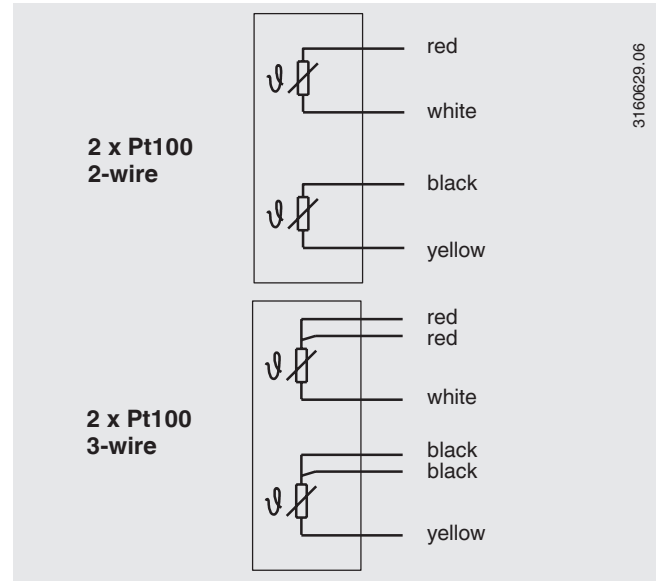 red
white
2 x Pt100
2-wire
black
yellow
3160629.06
ϑ
ϑ
red
red
white
2 x Pt100
3-wire
black
black
yellow
ϑ
ϑ